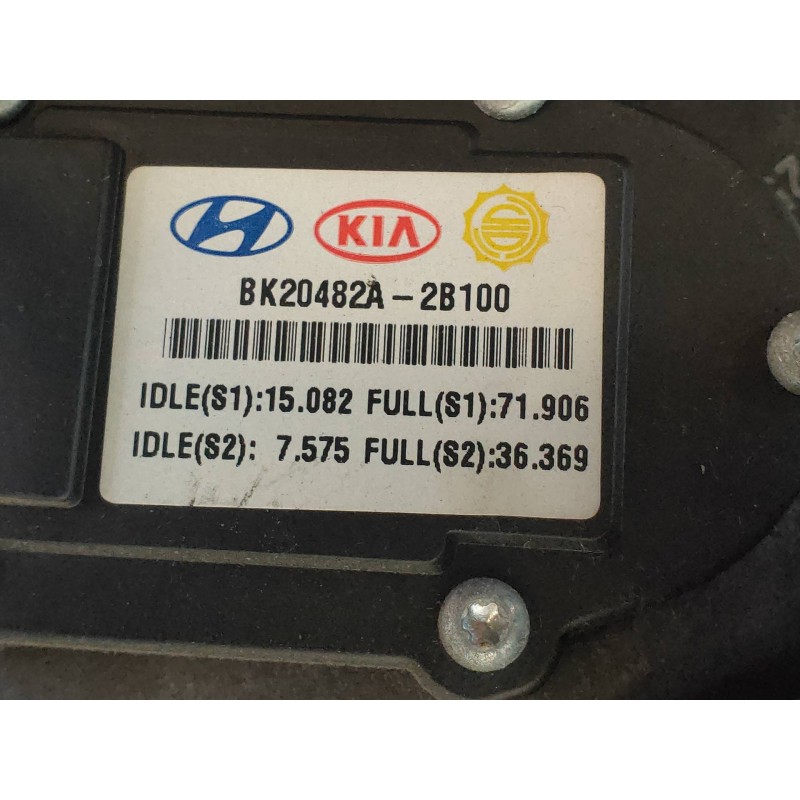 KIA
BK20482A-2B100
IDLE(S1):15.082 FULL(S1):71.906
IDLE(S2): 7.575 FULL(S2):36.369